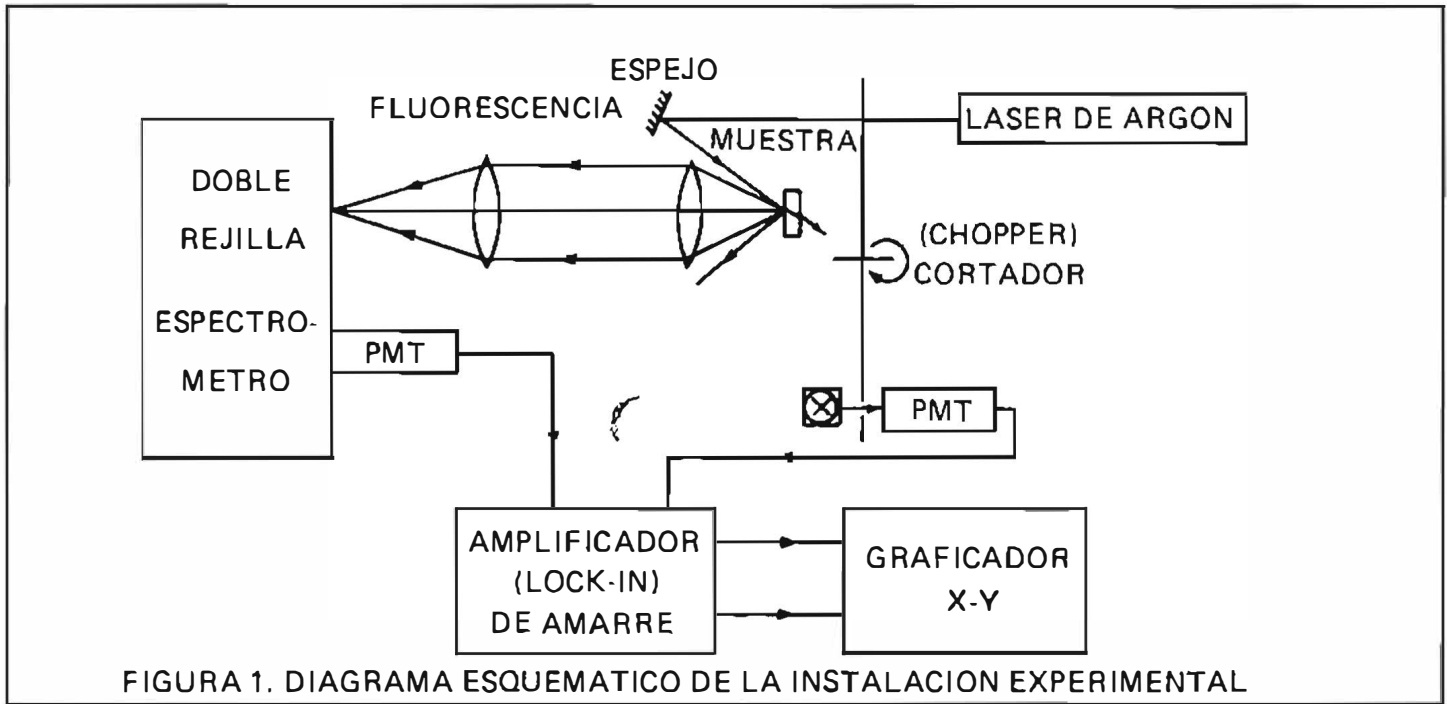 ESPEJO
FLUORESCENCIA
LASER DE ARGON
MUESTRA
DOBLE
REJILLA
ESPECTRO-
METRO
(CHOPPER)
CORTADOR
PMT
PMT
AMPLIFICADOR
(LOCK-IN)
DE AMARRE
GRAFICADOR
X-Y
FIGURA 1. DIAGRAMA ESQUEMATICO DE LA INSTALACION EXPERIMENTAL